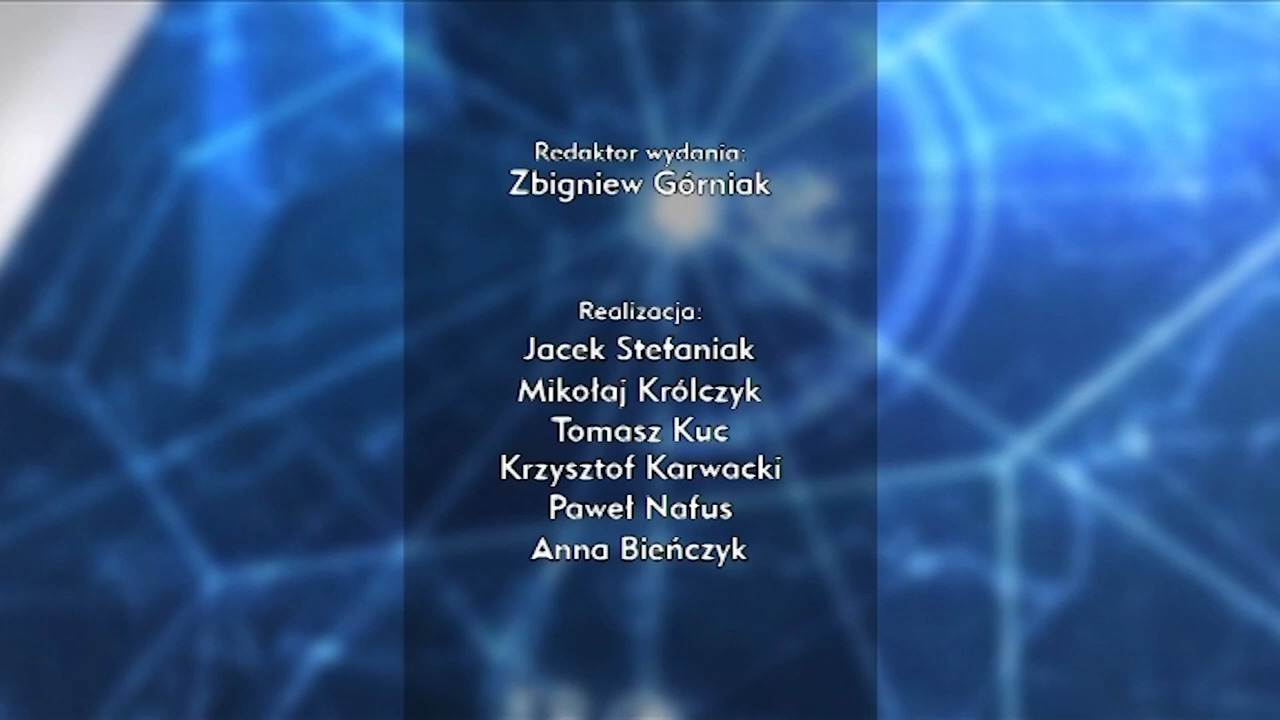 Redaktor wydania:
Zbigniew Górniak
Realizacja:
Jacek Stefaniak
Mikołaj Królczyk
Tomasz Kuc
Krzysztof Karwacki
Paweł Nafus
Anna Bieńczyk